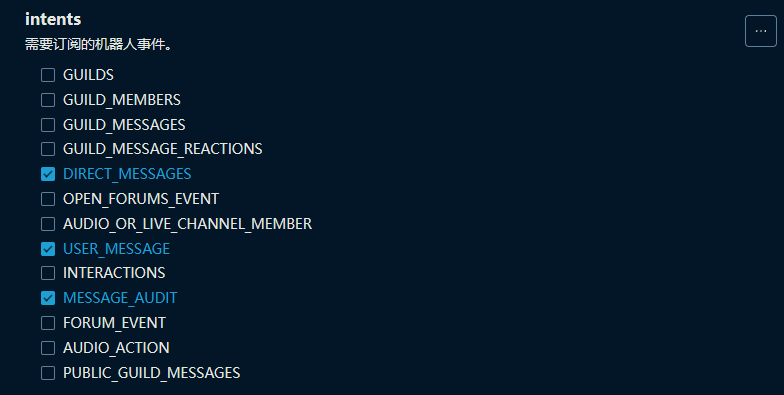 intents
需要订阅的机器人事件。
GUILDS
GUILD_MEMBERS
GUILD_MESSAGES
GUILD_MESSAGE_REACTIONS
DIRECT_MESSAGES
OPEN_FORUMS_EVENT
AUDIO_OR_LIVE_CHANNEL_MEMBER
USER_MESSAGE
INTERACTIONS
MESSAGE_AUDIT
FORUM_EVENT
AUDIO_ACTION
PUBLIC_GUILD_MESSAGES